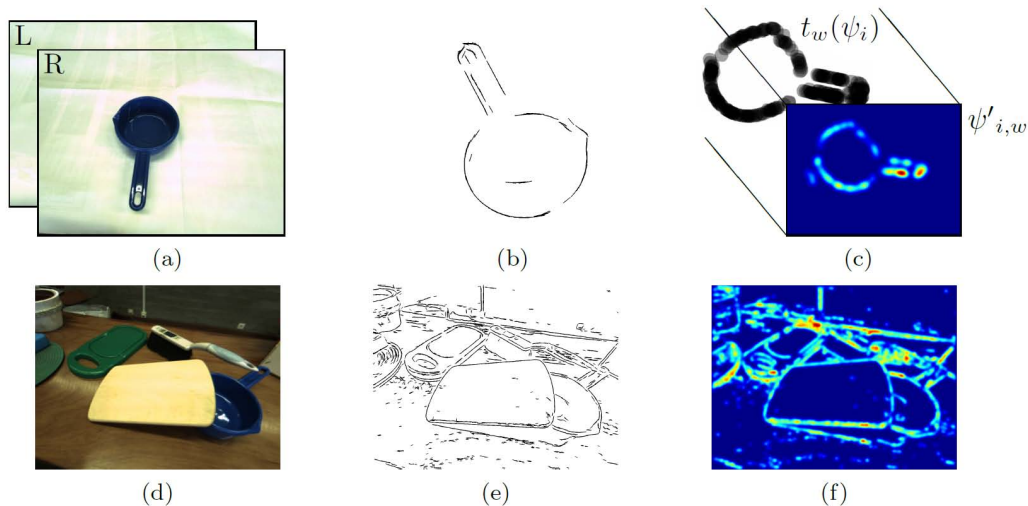 L
R
t_w(ψ_i)
ψ'_{i,w}
(a)
(b)
(c)
(d)
(e)
(f)